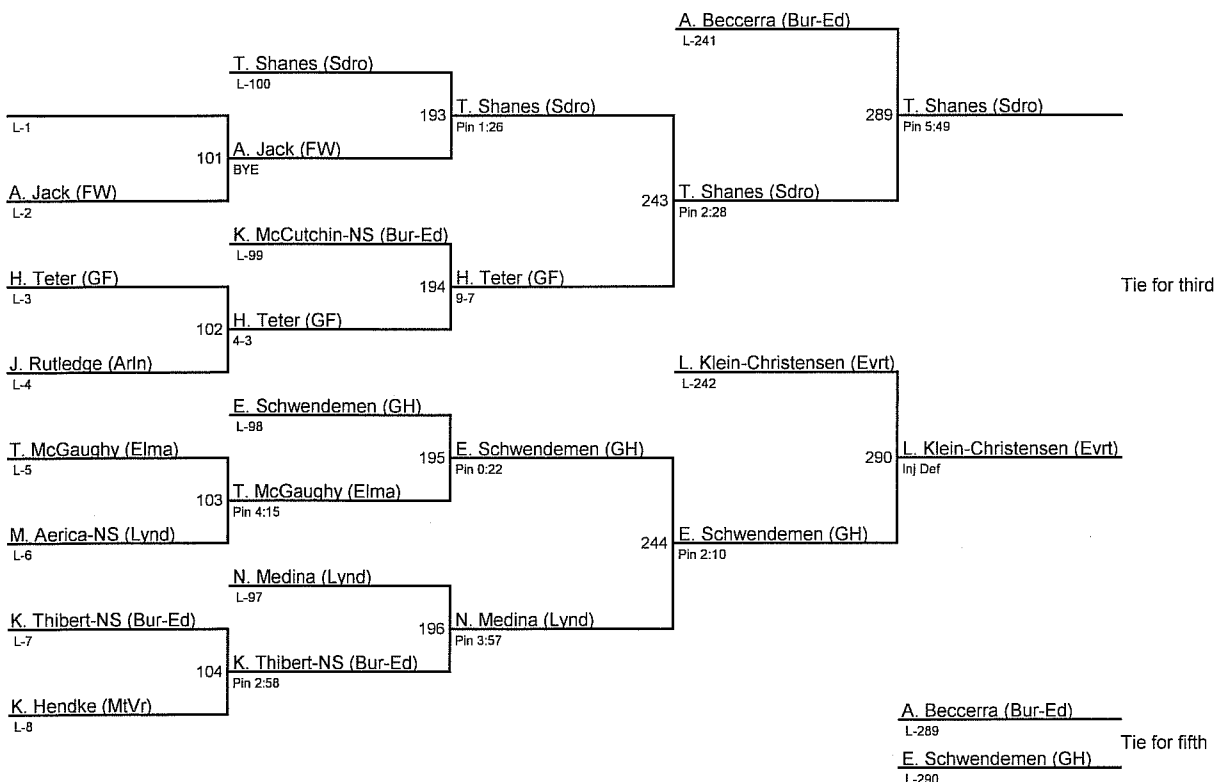 A. Beccerra (Bur-Ed)
L-241
T. Shanes (Sdro)
L-100
L-1
193
T. Shanes (Sdro)
Pin 1:26
289
T. Shanes (Sdro)
Pin 5:49
101
A. Jack (FW)
BYE
A. Jack (FW)
L-2
243
T. Shanes (Sdro)
Pin 2:28
K. McCutchin-NS (Bur-Ed)
L-99
H. Teter (GF)
L-3
194
H. Teter (GF)
9-7
Tie for third
102
H. Teter (GF)
4-3
J. Rutledge (Arln)
L-4
L. Klein-Christensen (Evrt)
L-242
E. Schwendemen (GH)
L-98
T. McGaughy (Elma)
L-5
195
E. Schwendemen (GH)
Pin 0:22
290
L. Klein-Christensen (Evrt)
Inj Def
103
T. McGaughy (Elma)
Pin 4:15
M. Aerica-NS (Lynd)
L-6
244
E. Schwendemen (GH)
Pin 2:10
N. Medina (Lynd)
L-97
K. Thibert-NS (Bur-Ed)
L-7
196
N. Medina (Lynd)
Pin 3:57
104
K. Thibert-NS (Bur-Ed)
Pin 2:58
K. Hendke (MtVr)
L-8
A. Beccerra (Bur-Ed)
L-289
Tie for fifth
E. Schwendemen (GH)
L-290